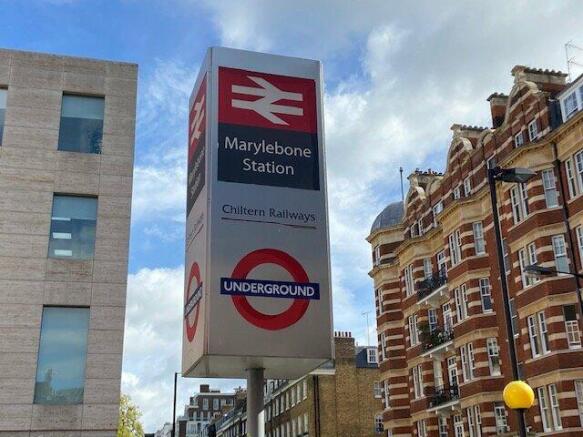 Marylebone
Station
Chiltern Railways
UNDERGROUND